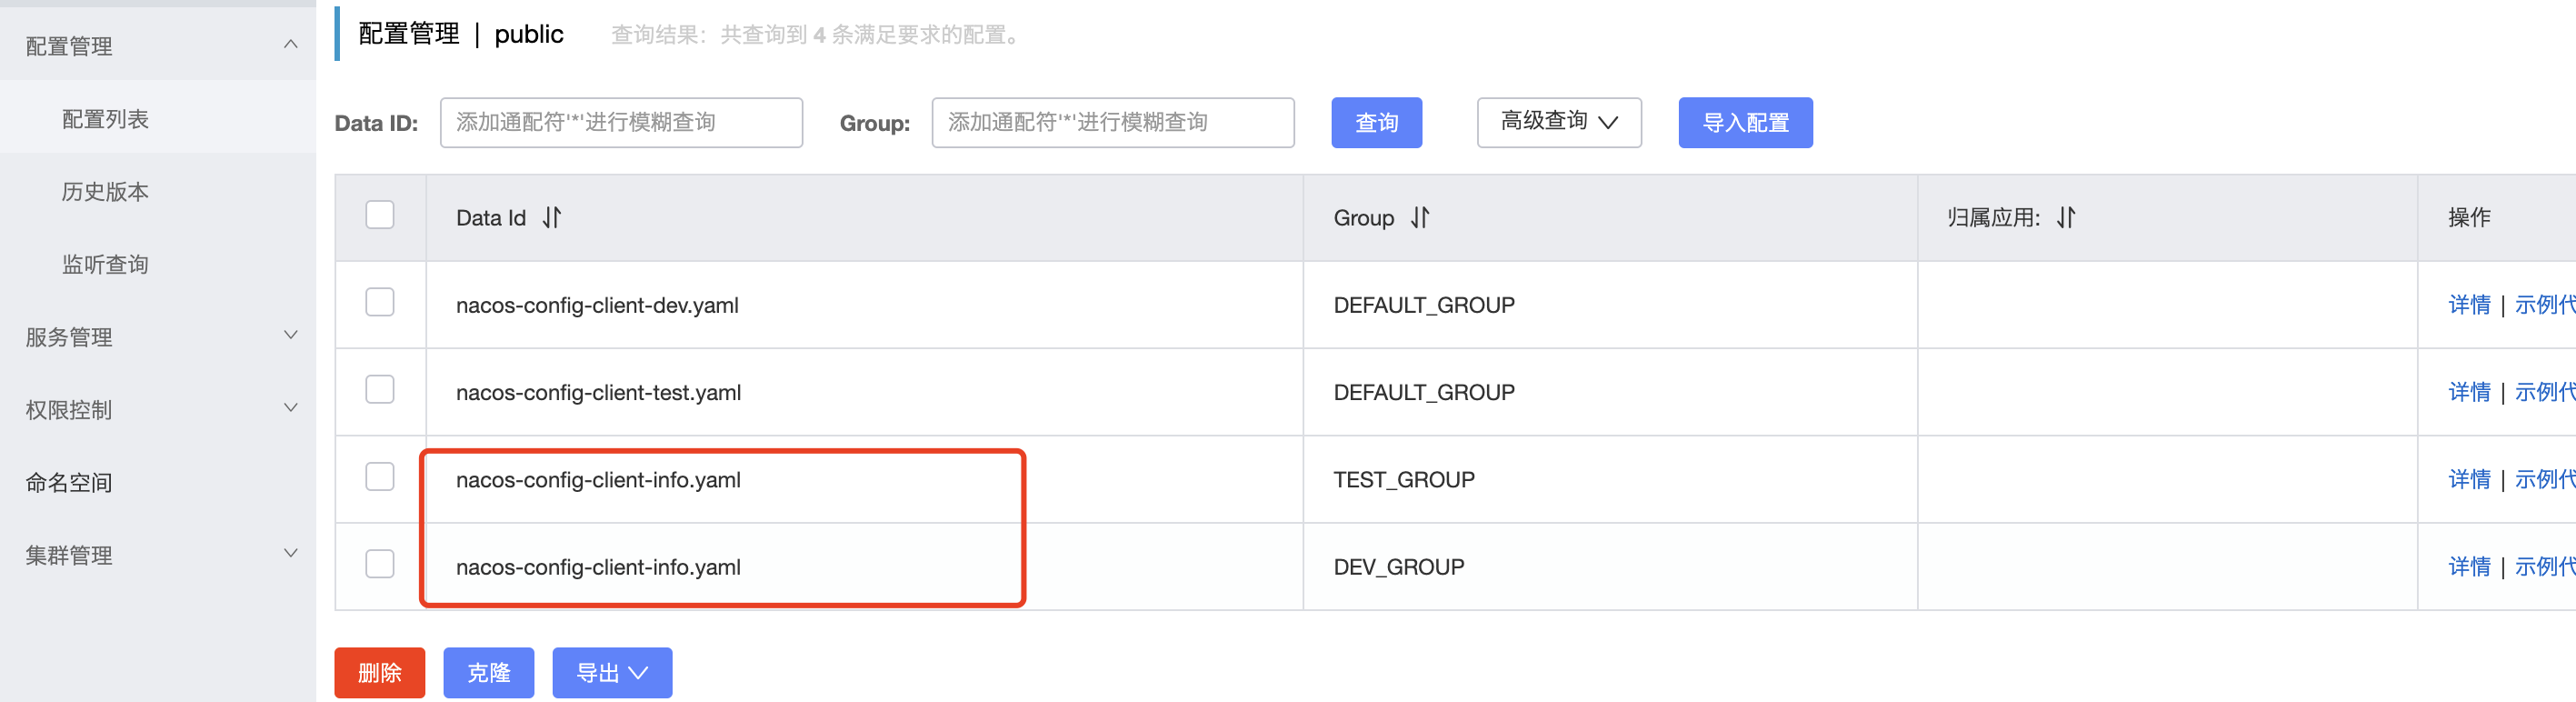 配置管理
配置列表
历史版本
监听查询
服务管理
权限控制
命名空间
集群管理
配置管理 | public 查询结果：共查询到 4 条满足要求的配置。
Data ID: 添加通配符'*'进行模糊查询 Group: 添加通配符'*'进行模糊查询 查询 高级查询 导入配置
Data Id Group 归属应用: 操作
nacos-config-client-dev.yaml DEFAULT_GROUP 详情 | 示例代
nacos-config-client-test.yaml DEFAULT_GROUP 详情 | 示例代
nacos-config-client-info.yaml TEST_GROUP 详情 | 示例代
nacos-config-client-info.yaml DEV_GROUP 详情 | 示例代
删除 克隆 导出